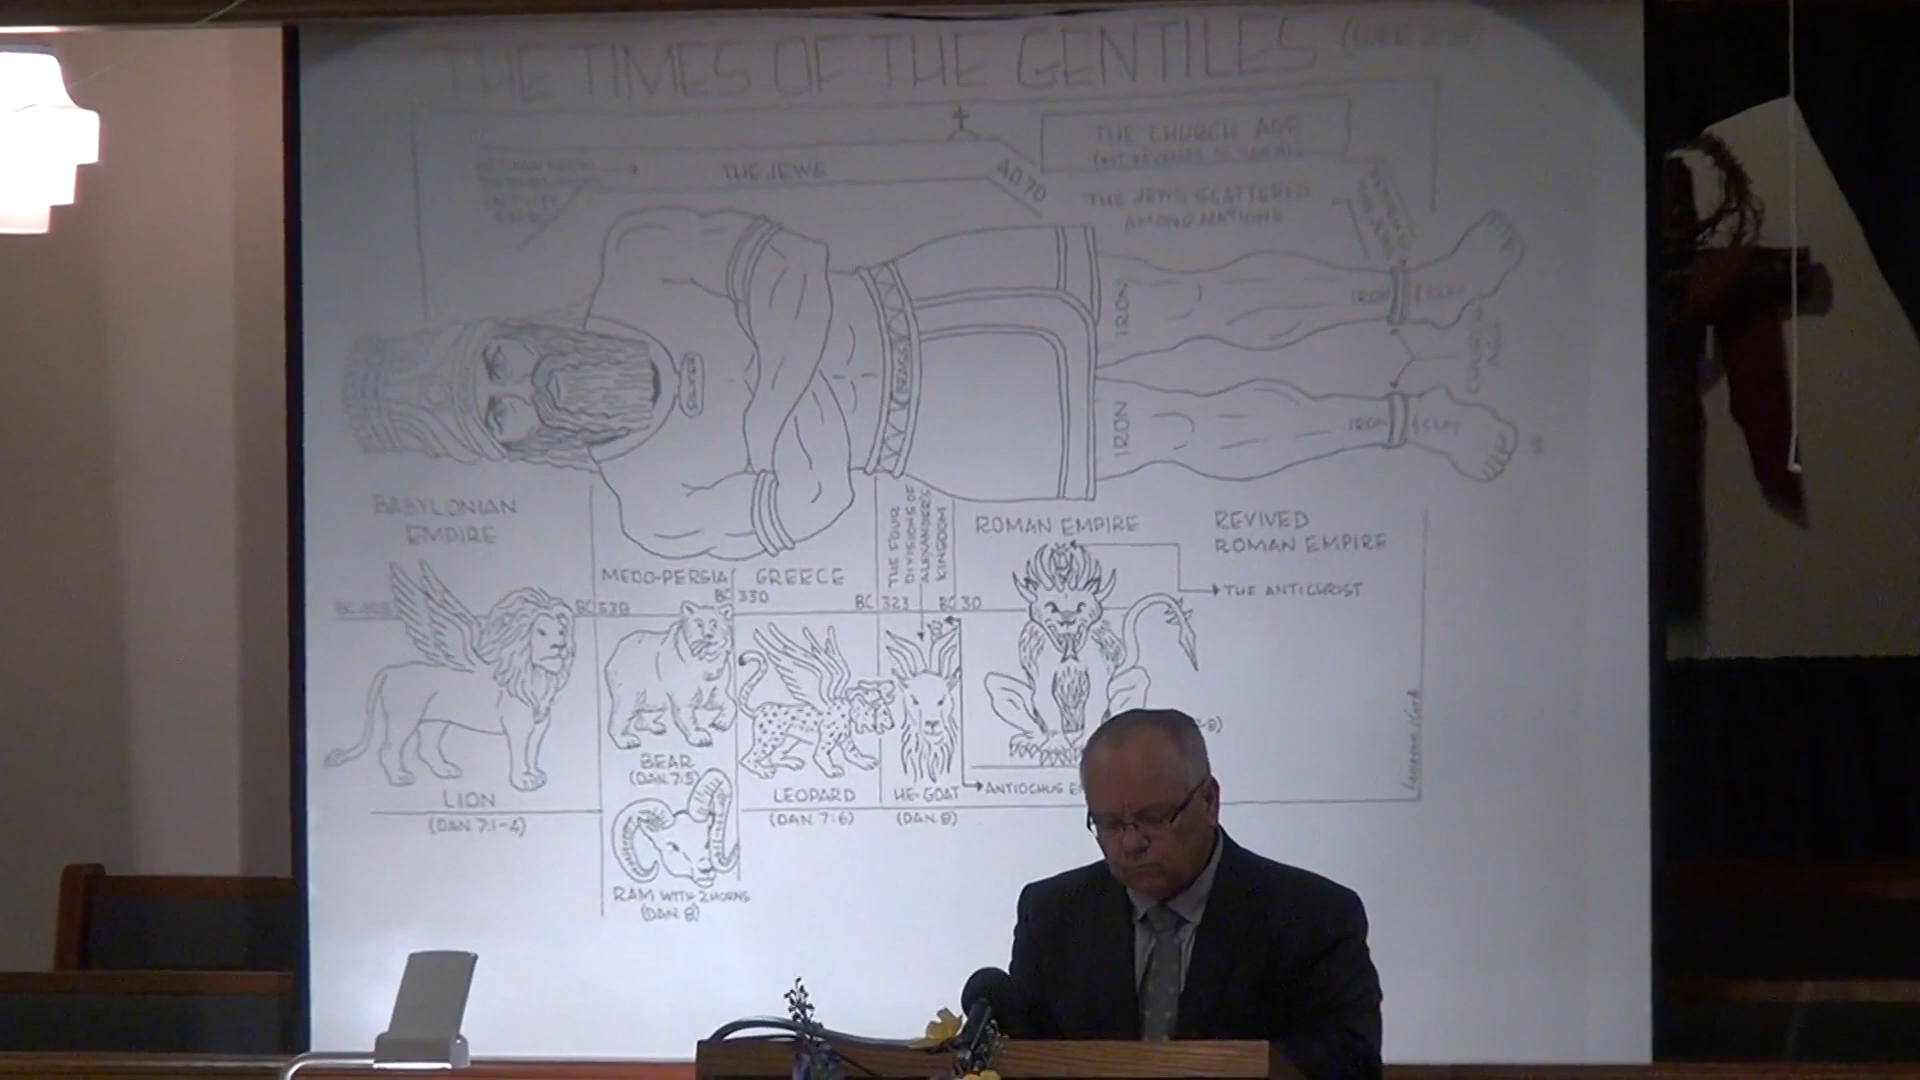 THE TIMES OF THE GENTILES
THE CHURCH AGE
THE JEWS
AD 70
THE JEWS SCATTERED
AMONG NATIONS
SILVER
BRASS
IRON
IRON
IRON & CLAY
IRON & CLAY
CHURCH
AGE
BABYLONIAN
EMPIRE
MEDO-PERSIA
GREECE
THE FOUR
DIVISIONS OF
ALEXANDER'S
KINGDOM
ROMAN EMPIRE
REVIVED
ROMAN EMPIRE
THE ANTICHRIST
BC 538
BC 330
BC 323
BC 30
LION
(DAN. 7:1-4)
BEAR
(DAN. 7:5)
RAM WITH 2 HORNS
(DAN. 8)
LEOPARD
(DAN. 7:6)
HE-GOAT
(DAN. 8)
ANTIOCHUS